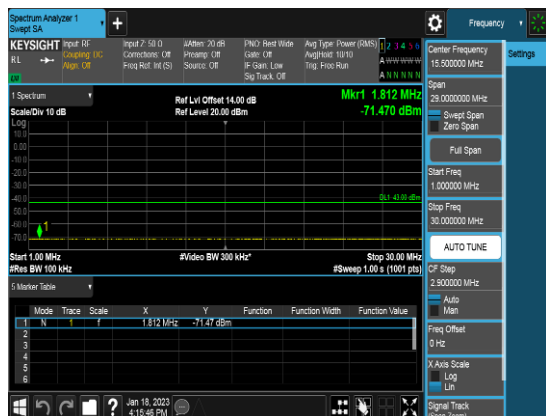 Spectrum Analyzer 1
Swept SA
Frequency
KEYSIGHT
RL
Input: RF
Coupling: DC
Align: Off
Input Z: 50 Ω
Corrections: Off
Freq Ref: Int (S)
#Atten: 20 dB
Preamp: Off
Source: Off
PNO: Best Wide
Gate: Off
IF Gain: Low
Sig Track: Off
Avg Type: Power (RMS)
Avg|Hold: 10/10
Trig: Free Run
1 2 3 4 5 6
A W W W W W
A N N N N N
1 Spectrum
Scale/Div 10 dB
Ref Lvl Offset 14.00 dB
Ref Level 20.00 dBm
Mkr1 1.812 MHz
-71.470 dBm
Log
10.0
0.00
-10.0
-20.0
-30.0
-40.0
-50.0
-60.0
-70.0
1
Start 1.00 MHz
#Res BW 100 kHz
#Video BW 300 kHz*
Stop 30.00 MHz
#Sweep 1.00 s (1001 pts)
5 Marker Table
Mode Trace Scale X Y Function Function Width Function Value
1 N 1 f 1.812 MHz -71.47 dBm
2
3
4
5
6
Jan 18, 2023
4:15:46 PM
Center Frequency
15.500000 MHz
Settings
Span
29.0000000 MHz
Swept Span
Zero Span
Full Span
Start Freq
1.000000 MHz
Stop Freq
30.000000 MHz
AUTO TUNE
CF Step
2.900000 MHz
Auto
Man
Freq Offset
0 Hz
X Axis Scale
Log
Lin
Signal Track
(Span Zoom)